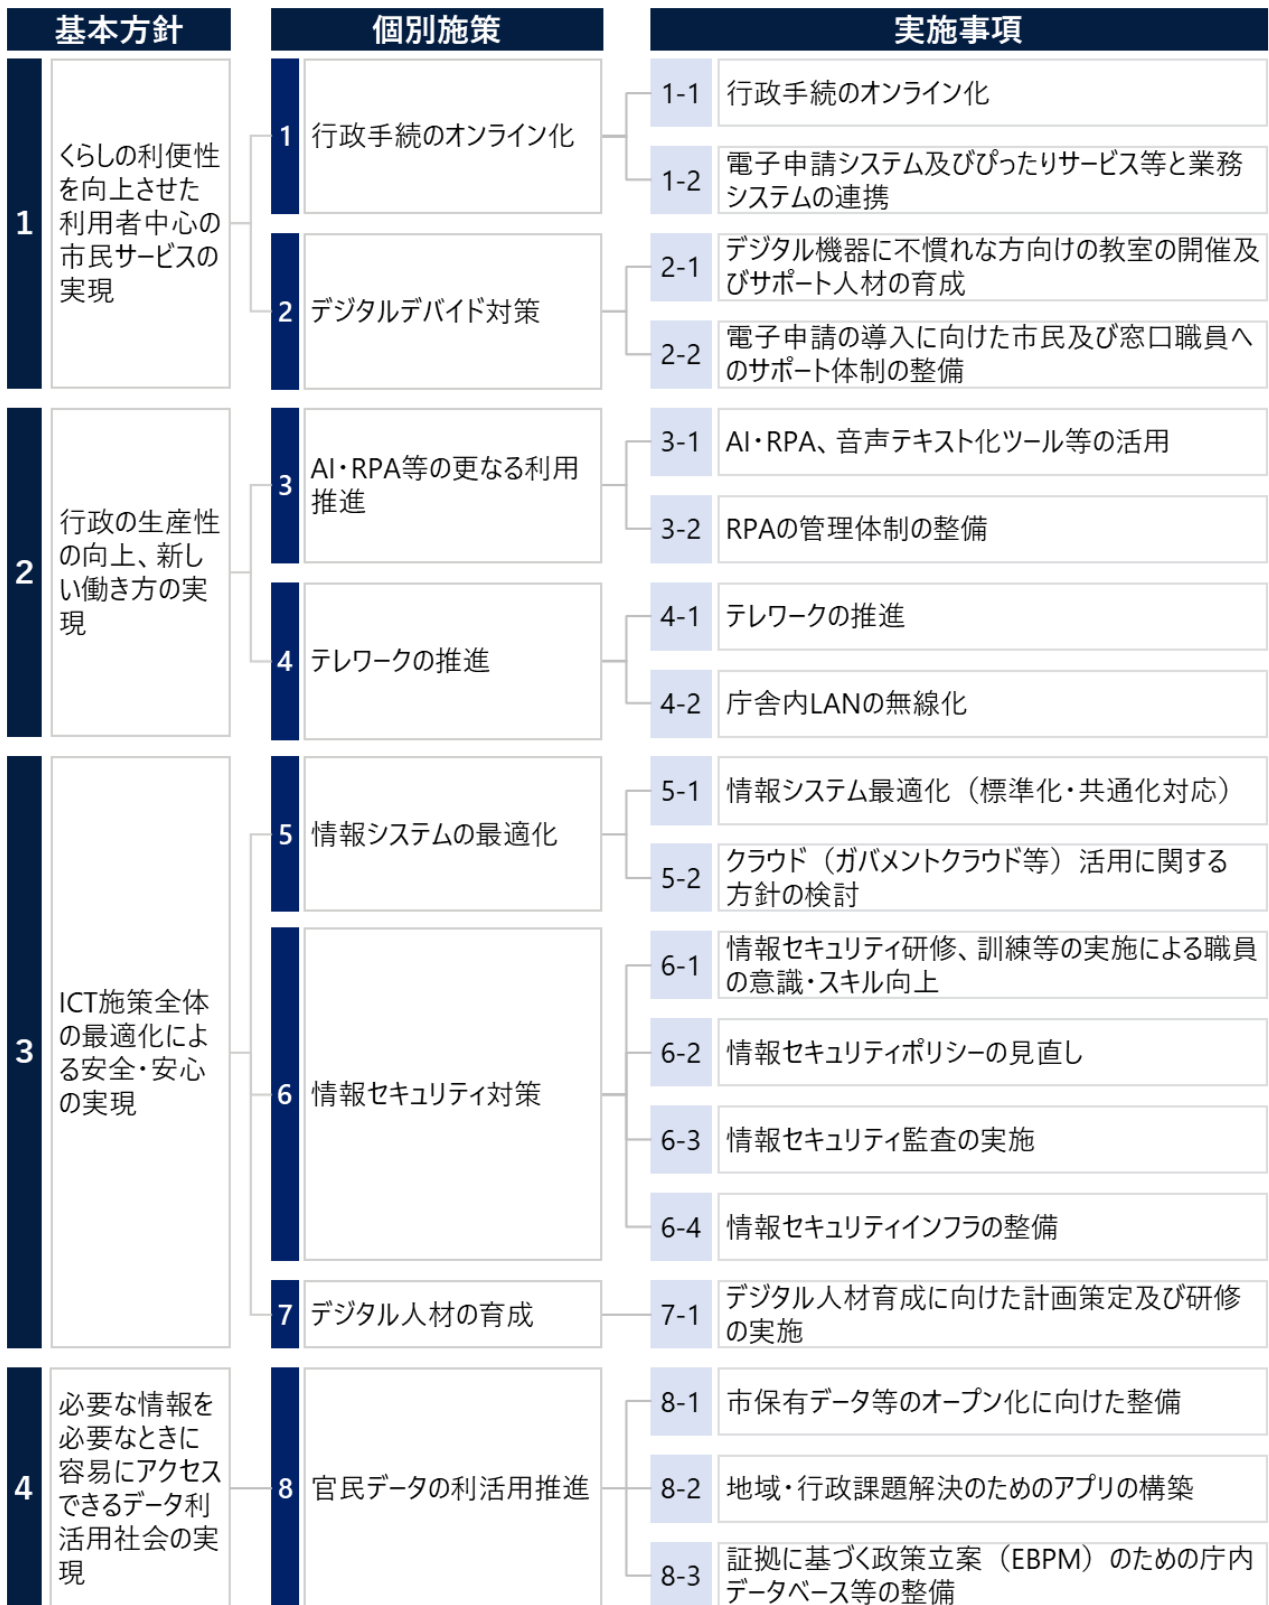 基本方針
個別施策
実施事項
1
くらしの利便性
を向上させた
利用者中心の
市民サービスの
実現
1
行政手続のオンライン化
1-1
行政手続のオンライン化
1-2
電子申請システム及びぴったりサービス等と業務
システムの連携
2
デジタルデバイド対策
2-1
デジタル機器に不慣れな方向けの教室の開催及
びサポート人材の育成
2-2
電子申請の導入に向けた市民及び窓口職員へ
のサポート体制の整備
2
行政の生産性
の向上、新し
い働き方の実
現
3
AI・RPA等の更なる利用
推進
3-1
AI・RPA、音声テキスト化ツール等の活用
3-2
RPAの管理体制の整備
4
テレワークの推進
4-1
テレワークの推進
4-2
庁舎内LANの無線化
3
ICT施策全体
の最適化によ
る安全・安心
の実現
5
情報システムの最適化
5-1
情報システム最適化（標準化・共通化対応）
5-2
クラウド（ガバメントクラウド等）活用に関する
方針の検討
6
情報セキュリティ対策
6-1
情報セキュリティ研修、訓練等の実施による職員
の意識・スキル向上
6-2
情報セキュリティポリシーの見直し
6-3
情報セキュリティ監査の実施
6-4
情報セキュリティインフラの整備
7
デジタル人材の育成
7-1
デジタル人材育成に向けた計画策定及び研修
の実施
4
必要な情報を
必要なときに
容易にアクセス
できるデータ利
活用社会の実
現
8
官民データの利活用推進
8-1
市保有データ等のオープン化に向けた整備
8-2
地域・行政課題解決のためのアプリの構築
8-3
証拠に基づく政策立案（EBPM）のための庁内
データベース等の整備